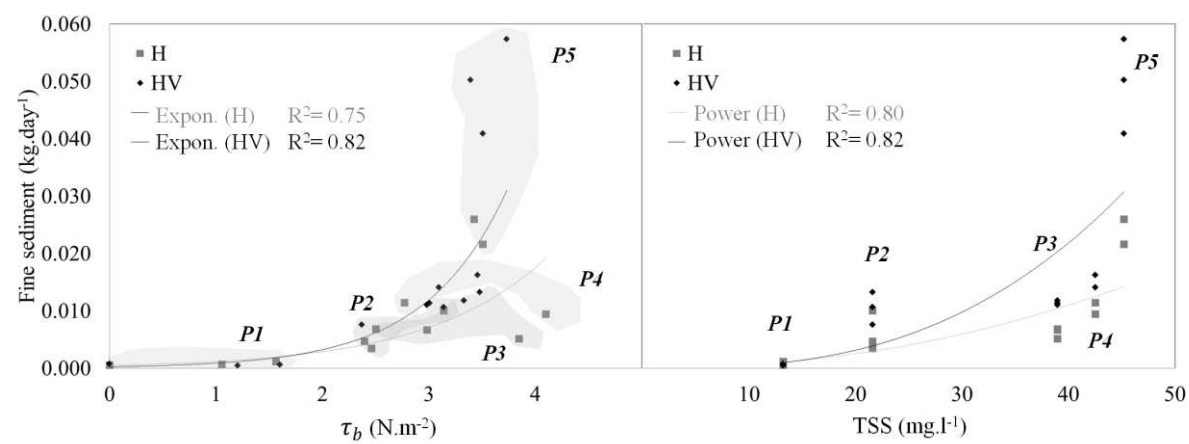 0.060
0.050
0.040
0.030
0.020
0.010
0.000
Fine sediment (kg.day⁻¹)
H
HV
Expon. (H) R²= 0.75
Expon. (HV) R²= 0.82
P1
P2
P3
P4
P5
0 1 2 3 4
τb (N.m⁻²)
H
HV
Power (H) R²= 0.80
Power (HV) R²= 0.82
P1
P2
P3
P4
P5
10 20 30 40 50
TSS (mg.l⁻¹)